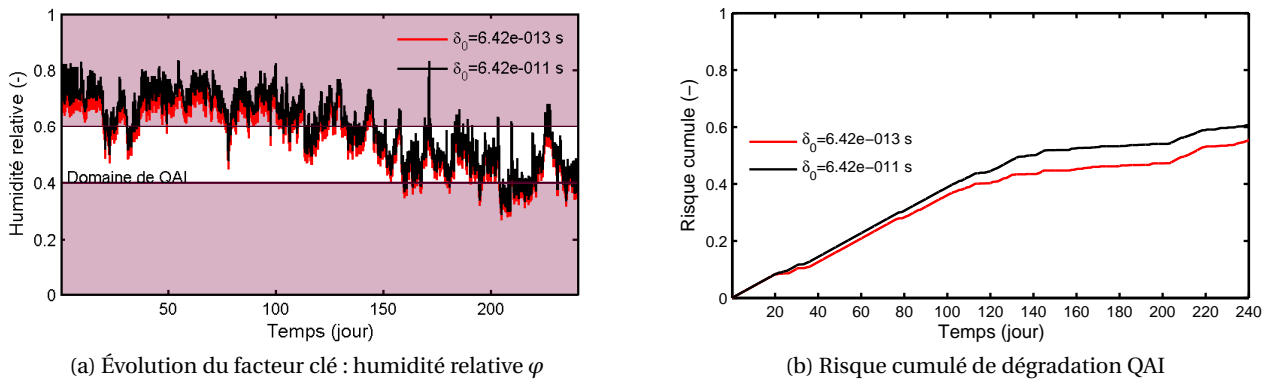 Humidité relative (-)
1
0.8
0.6
0.4
0.2
0
δ0=6.42e-013 s
δ0=6.42e-011 s
Domaine de QAI
50
100
150
200
Temps (jour)
(a) Évolution du facteur clé : humidité relative φ
Risque cumule (−)
1
0.8
0.6
0.4
0.2
0
δ0=6.42e−013 s
δ0=6.42e−011 s
20
40
60
80
100
120
140
160
180
200
220
240
Temps (jour)
(b) Risque cumulé de dégradation QAI